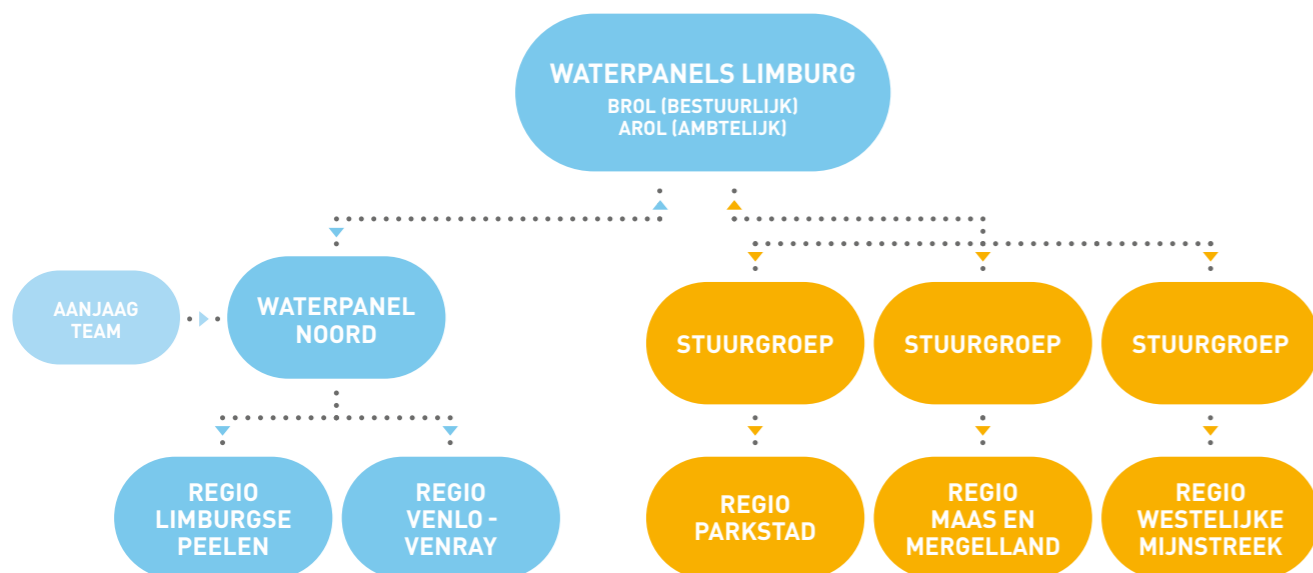 WATERPANELS LIMBURG
BROL (BESTUURLIJK)
AROL (AMBTELIJK)
AANJAAG
TEAM
WATERPANEL
NOORD
STUURGROEP
STUURGROEP
STUURGROEP
REGIO
LIMBURGSE
PEELEN
REGIO
VENLO -
VENRAY
REGIO
PARKSTAD
REGIO
MAAS EN
MERGELLAND
REGIO
WESTELIJKE
MIJNSTREEK